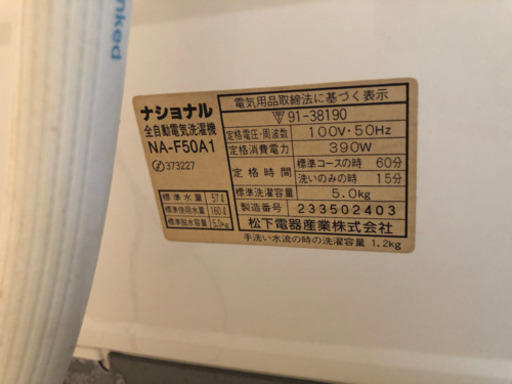 nked
ナショナル
全自動電気洗濯機
NA-F50A1
373227
標準水量 57ℓ
標準使用水量 160ℓ
標準脱水容量 5.0kg
電気用品取締法に基づく表示
91-38190
定格電圧・周波数 100V・50Hz
定格消費電力 390W
定格時間 標準コースの時 60分
洗いのみの時 15分
標準洗濯容量 5.0kg
製造番号 233502403
松下電器産業株式会社
手洗い水流の時の洗濯容量 1.2kg